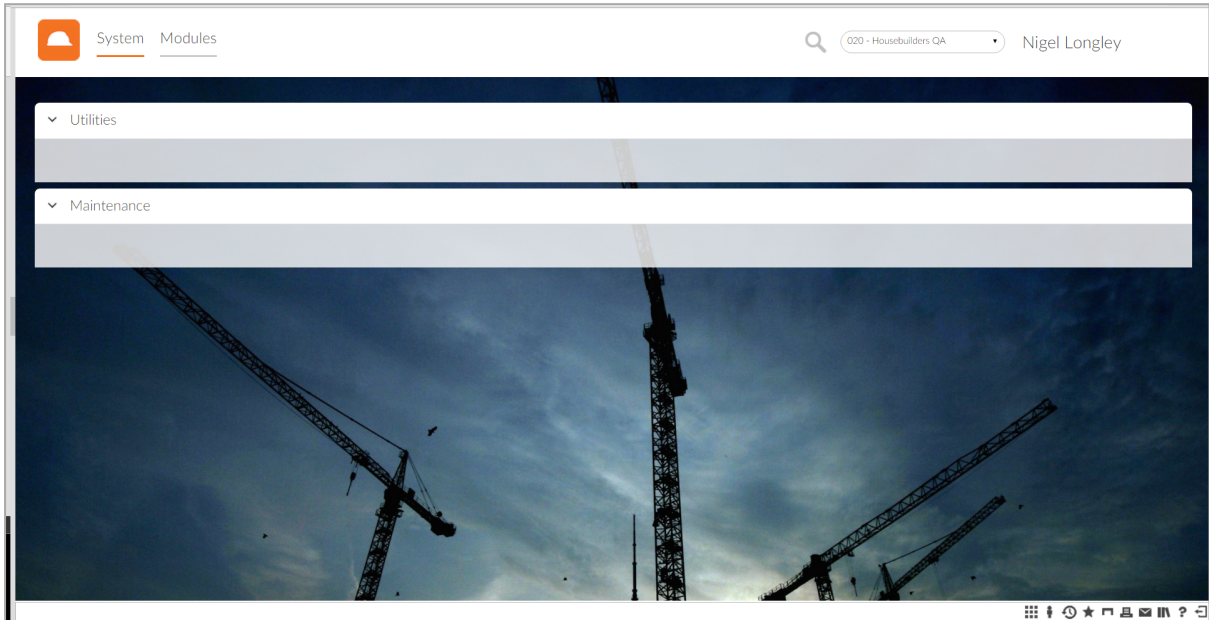 System Modules 020 - Housebuilders QA Nigel Longley
Utilities
Maintenance